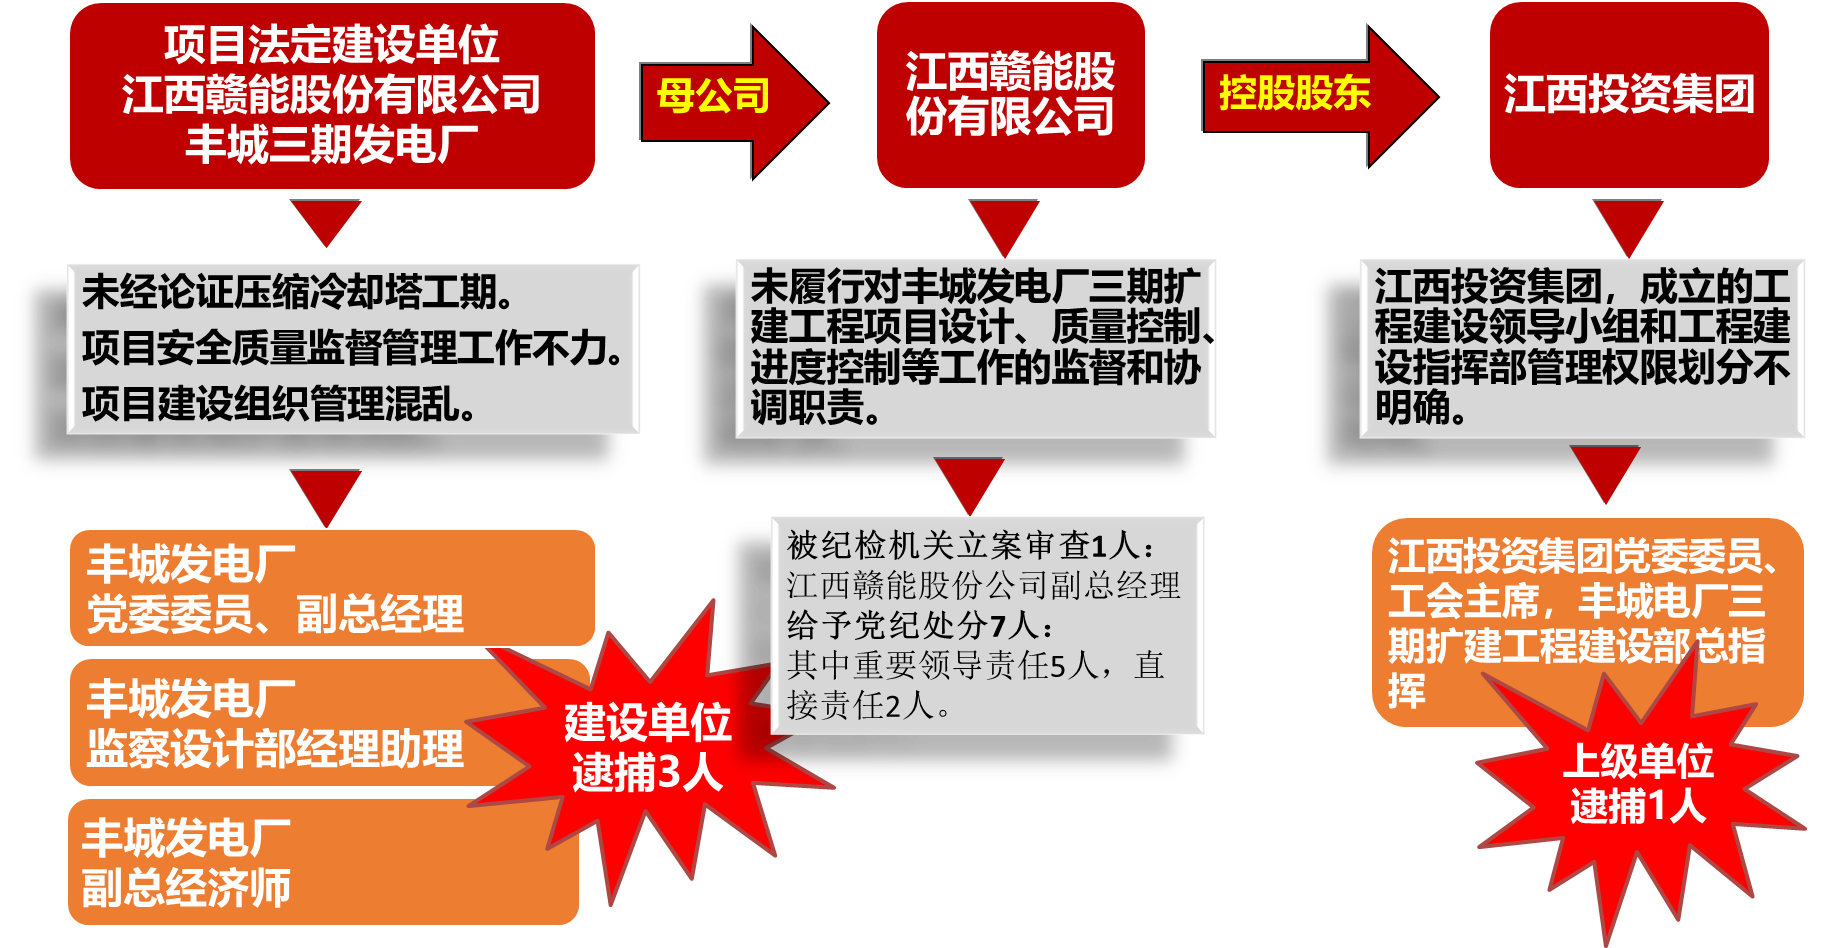 项目法定建设单位
江西赣能股份有限公司
丰城三期发电厂
母公司
江西赣能股
份有限公司
控股股东
江西投资集团
未经论证压缩冷却塔工期。
项目安全质量监督管理工作不力。
项目建设组织管理混乱。
未履行对丰城发电厂三期扩
建工程项目设计、质量控制、
进度控制等工作的监督和协
调职责。
江西投资集团，成立的工
程建设领导小组和工程建
设指挥部管理权限划分不
明确。
丰城发电厂
党委委员、副总经理
丰城发电厂
监察设计部经理助理
丰城发电厂
副总经济师
建设单位
逮捕3人
被纪检机关立案审查1人：
江西赣能股份公司副总经理
给予党纪处分7人：
其中重要领导责任5人，直
接责任2人。
江西投资集团党委委员、
工会主席，丰城电厂三
期扩建工程建设部总指
挥
上级单位
逮捕1人